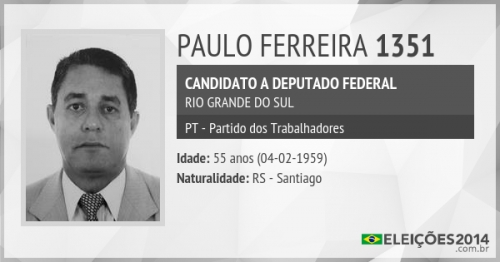 PAULO FERREIRA 1351
CANDIDATO A DEPUTADO FEDERAL
RIO GRANDE DO SUL
PT - Partido dos Trabalhadores
Idade: 55 anos (04-02-1959)
Naturalidade: RS - Santiago
ELEIÇÕES2014
.com.br